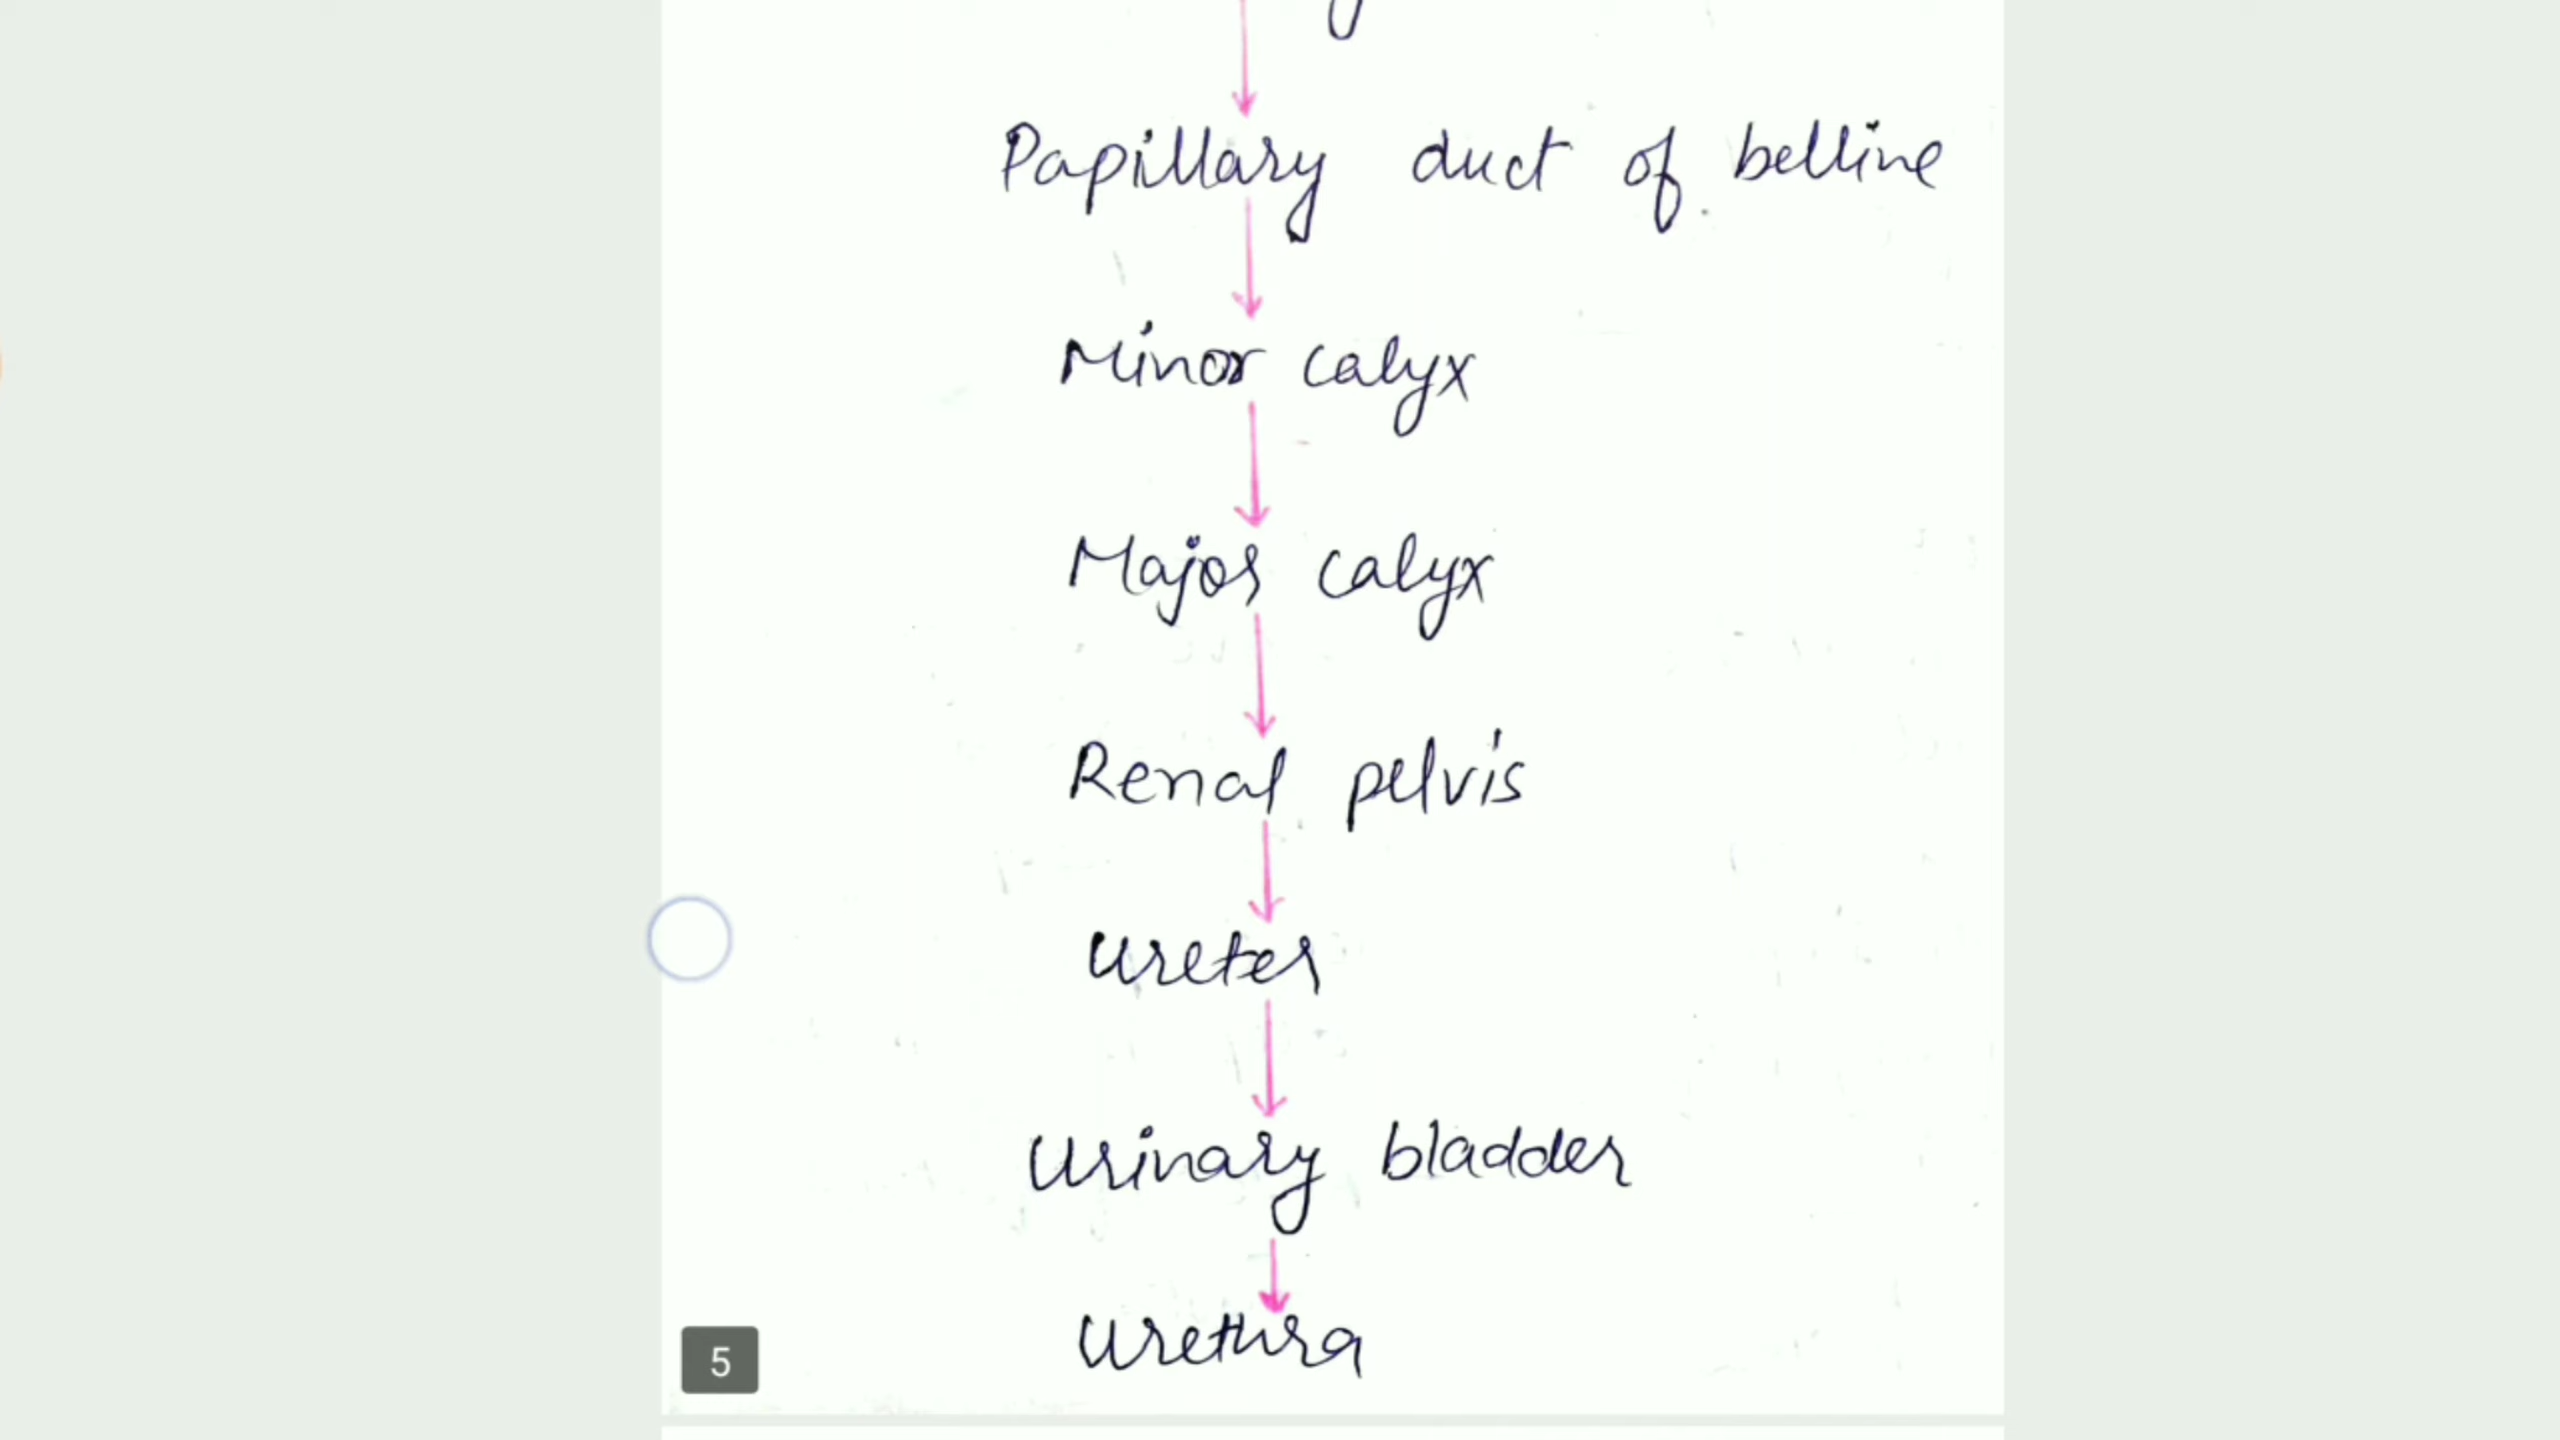 Papillary duct of belline
Minor calyx
Major calyx
Renal pelvis
Ureter
Urinary bladder
Urethra
5